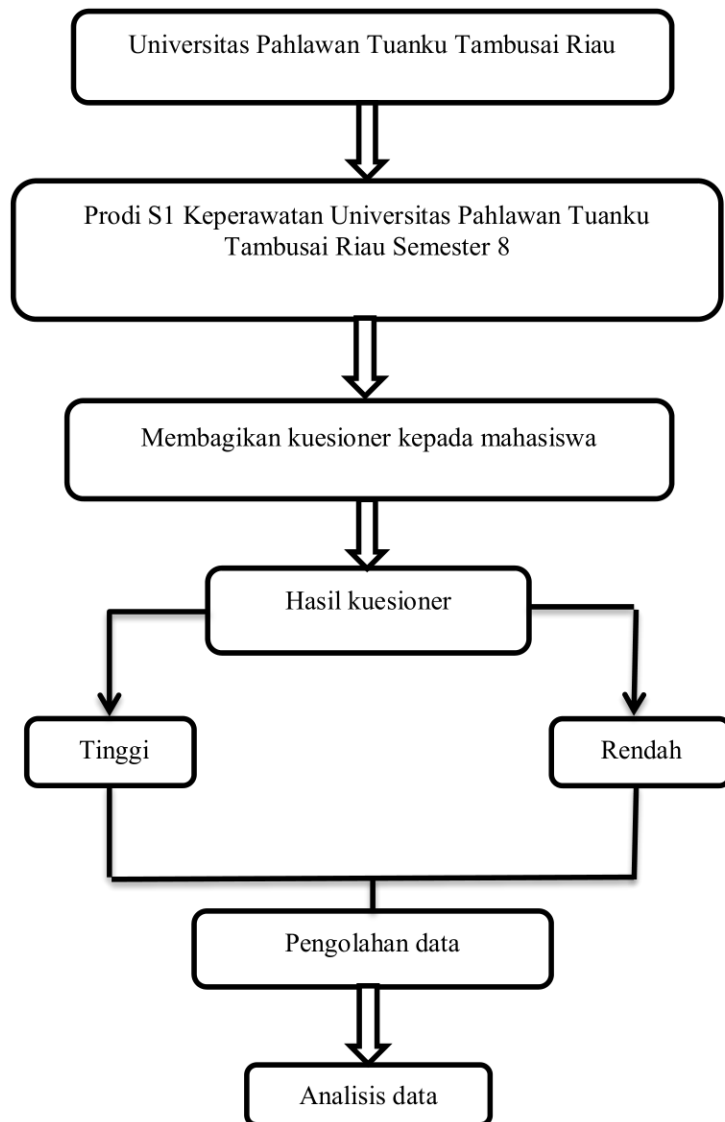 Universitas Pahlawan Tuanku Tambusai Riau
Prodi S1 Keperawatan Universitas Pahlawan Tuanku
Tambusai Riau Semester 8
Membagikan kuesioner kepada mahasiswa
Hasil kuesioner
Tinggi
Rendah
Pengolahan data
Analisis data